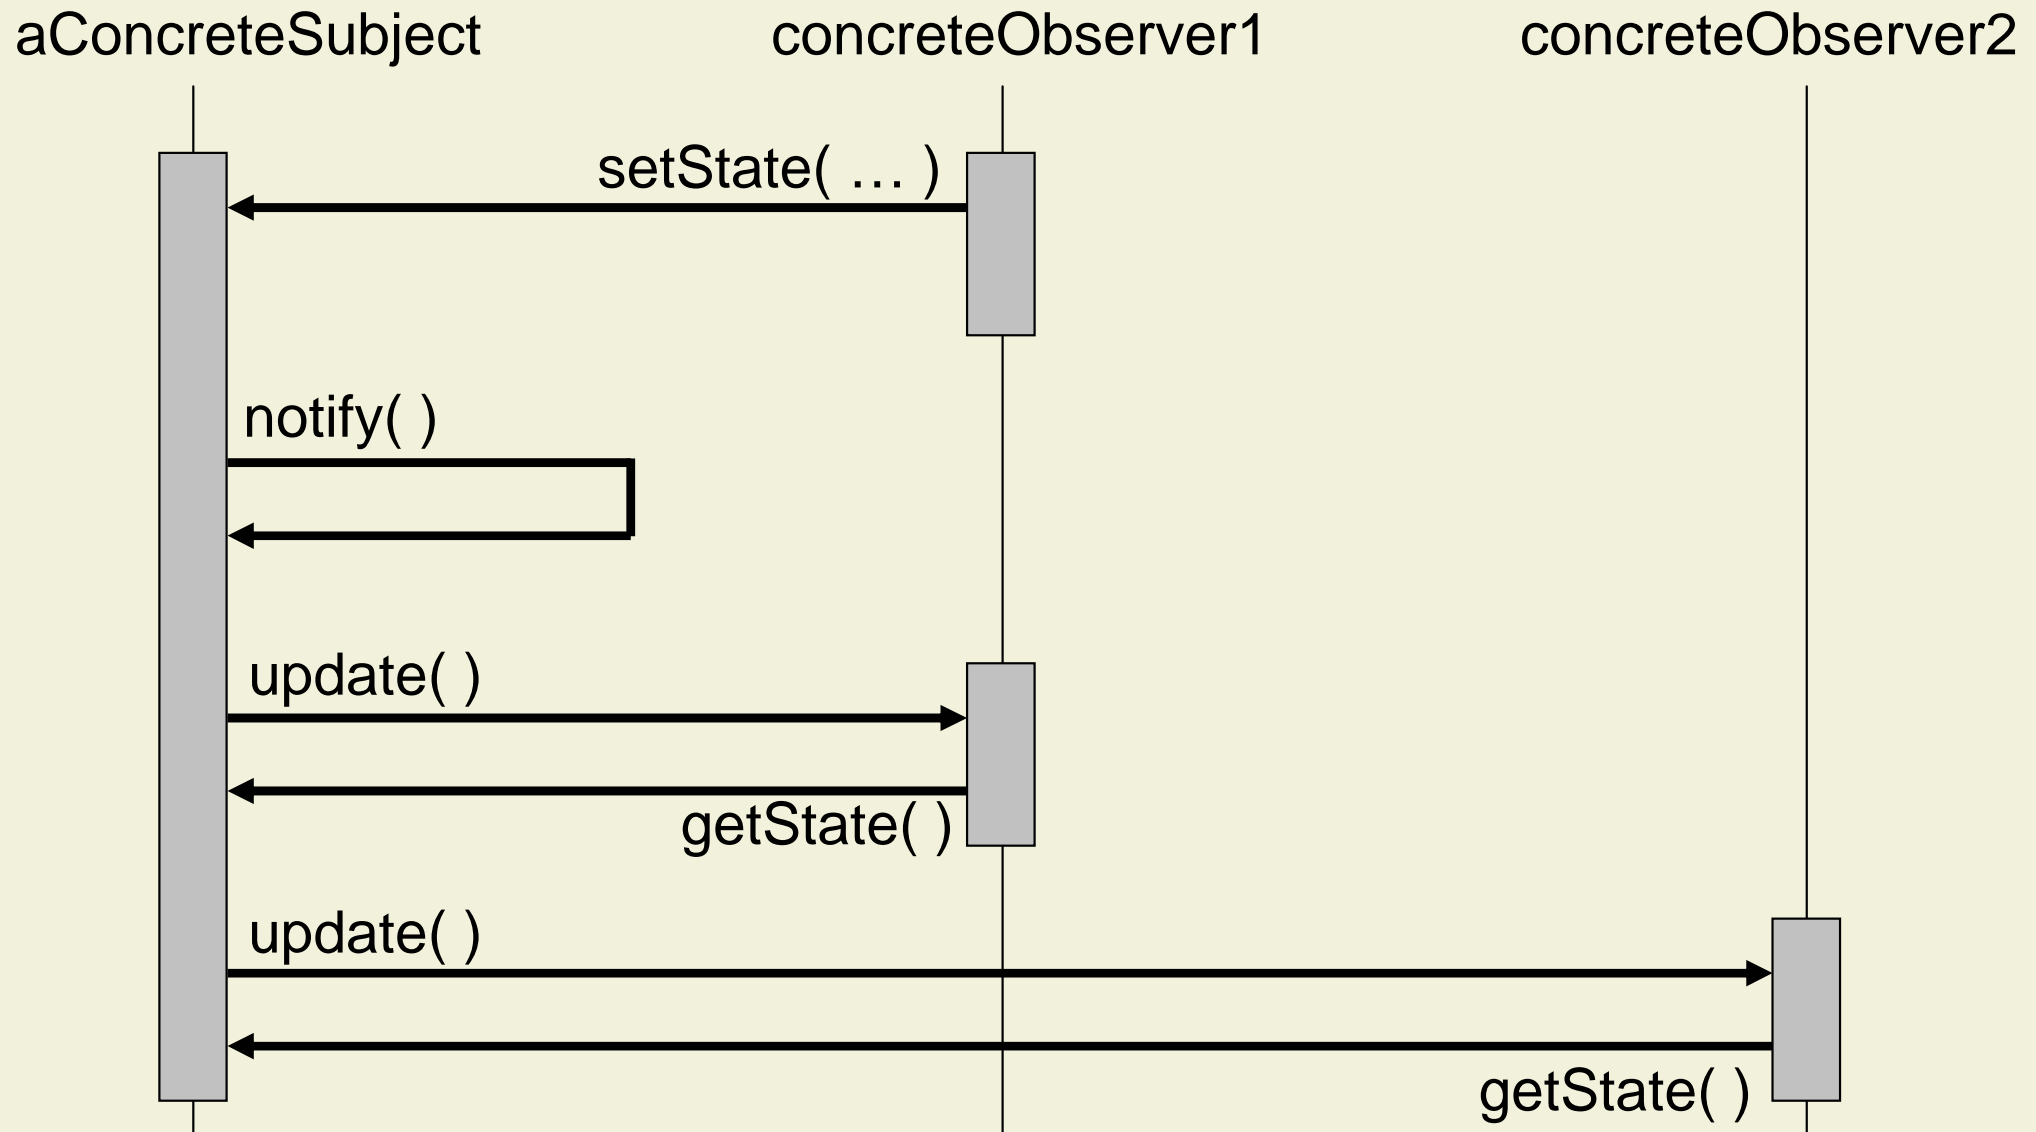 aConcreteSubject
concreteObserver1
concreteObserver2
setState( … )
notify( )
update( )
getState( )
update( )
getState( )